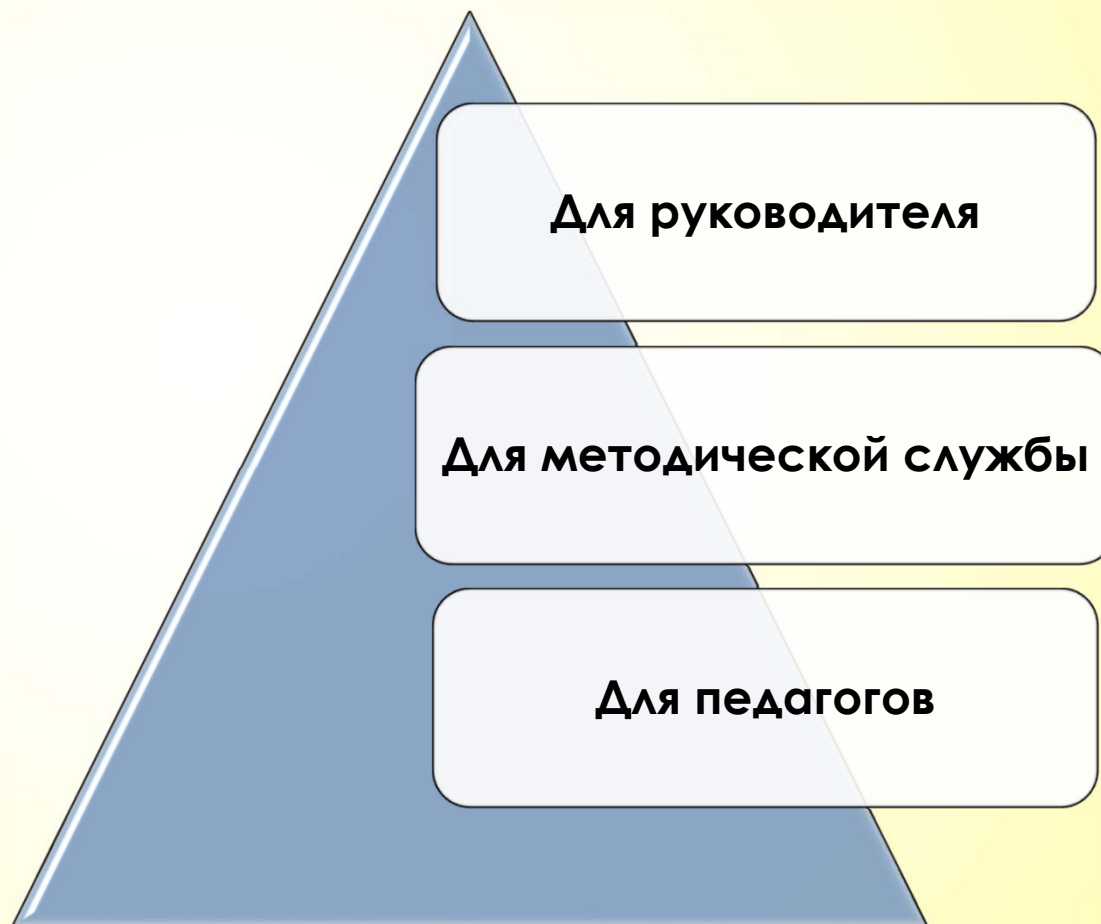 Для руководителя
Для методической службы
Для педагогов